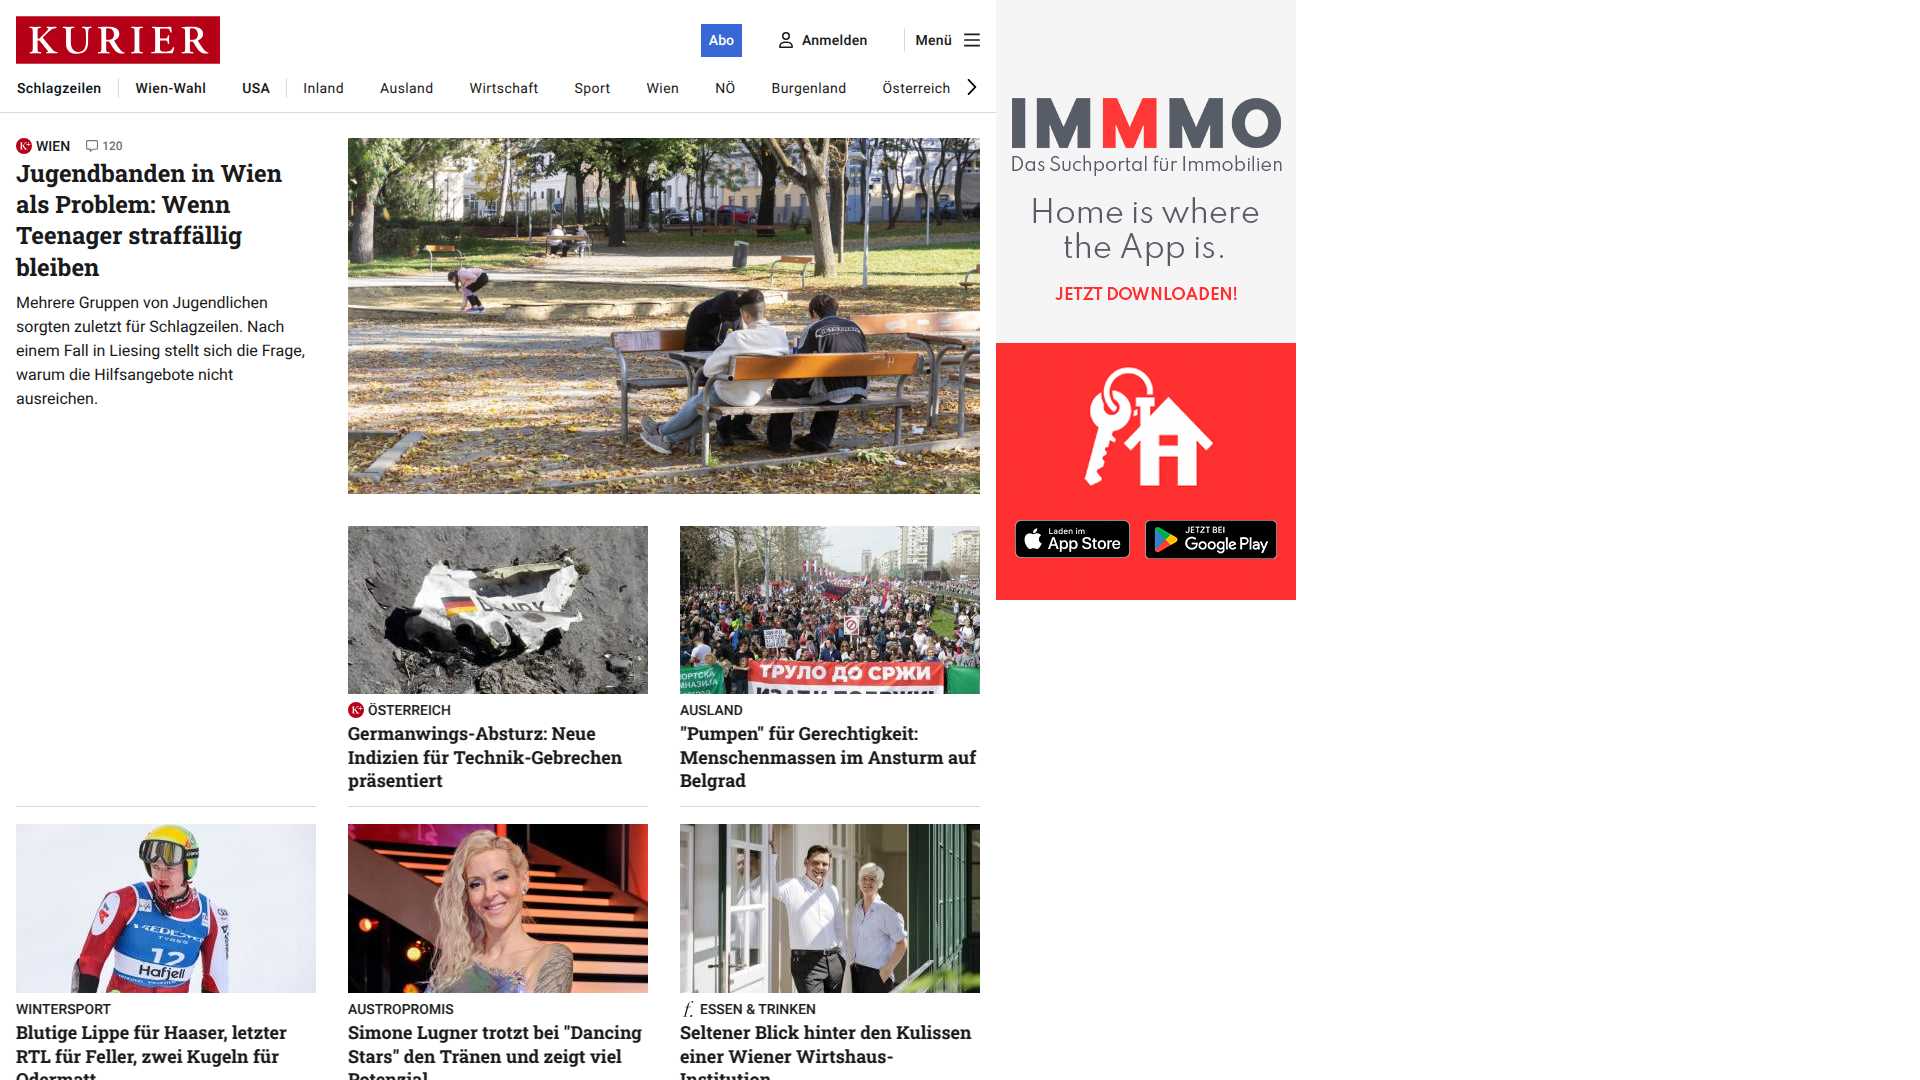 KURIER
Abo
Anmelden
Menü
Schlagzeilen
Wien-Wahl
USA
Inland
Ausland
Wirtschaft
Sport
Wien
NÖ
Burgenland
Österreich
K+ WIEN 120
Jugendbanden in Wien
als Problem: Wenn
Teenager straffällig
bleiben
Mehrere Gruppen von Jugendlichen
sorgten zuletzt für Schlagzeilen. Nach
einem Fall in Liesing stellt sich die Frage,
warum die Hilfsangebote nicht
ausreichen.
K+ ÖSTERREICH
Germanwings-Absturz: Neue
Indizien für Technik-Gebrechen
präsentiert
ТРУЛО ДО СРЖИ
AUSLAND
"Pumpen" für Gerechtigkeit:
Menschenmassen im Ansturm auf
Belgrad
12
Hafjell
WINTERSPORT
Blutige Lippe für Haaser, letzter
RTL für Feller, zwei Kugeln für
Odermatt
AUSTROPROMIS
Simone Lugner trotzt bei "Dancing
Stars" den Tränen und zeigt viel
Potenzial
f. ESSEN & TRINKEN
Seltener Blick hinter den Kulissen
einer Wiener Wirtshaus-
Institution
IMMMO
Das Suchportal für Immobilien
Home is where
the App is.
JETZT DOWNLOADEN!
Laden im
App Store
JETZT BEI
Google Play